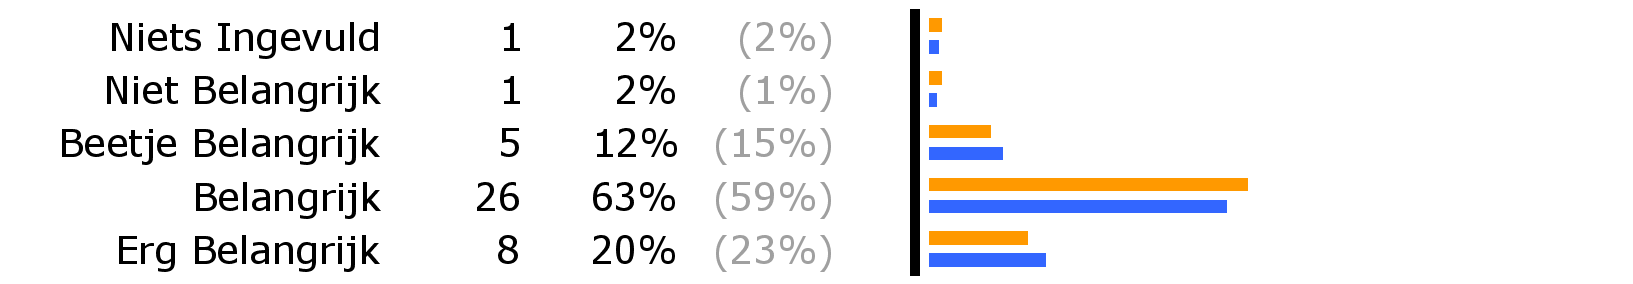 Niets Ingevuld 1 2% (2%)
Niet Belangrijk 1 2% (1%)
Beetje Belangrijk 5 12% (15%)
Belangrijk 26 63% (59%)
Erg Belangrijk 8 20% (23%)